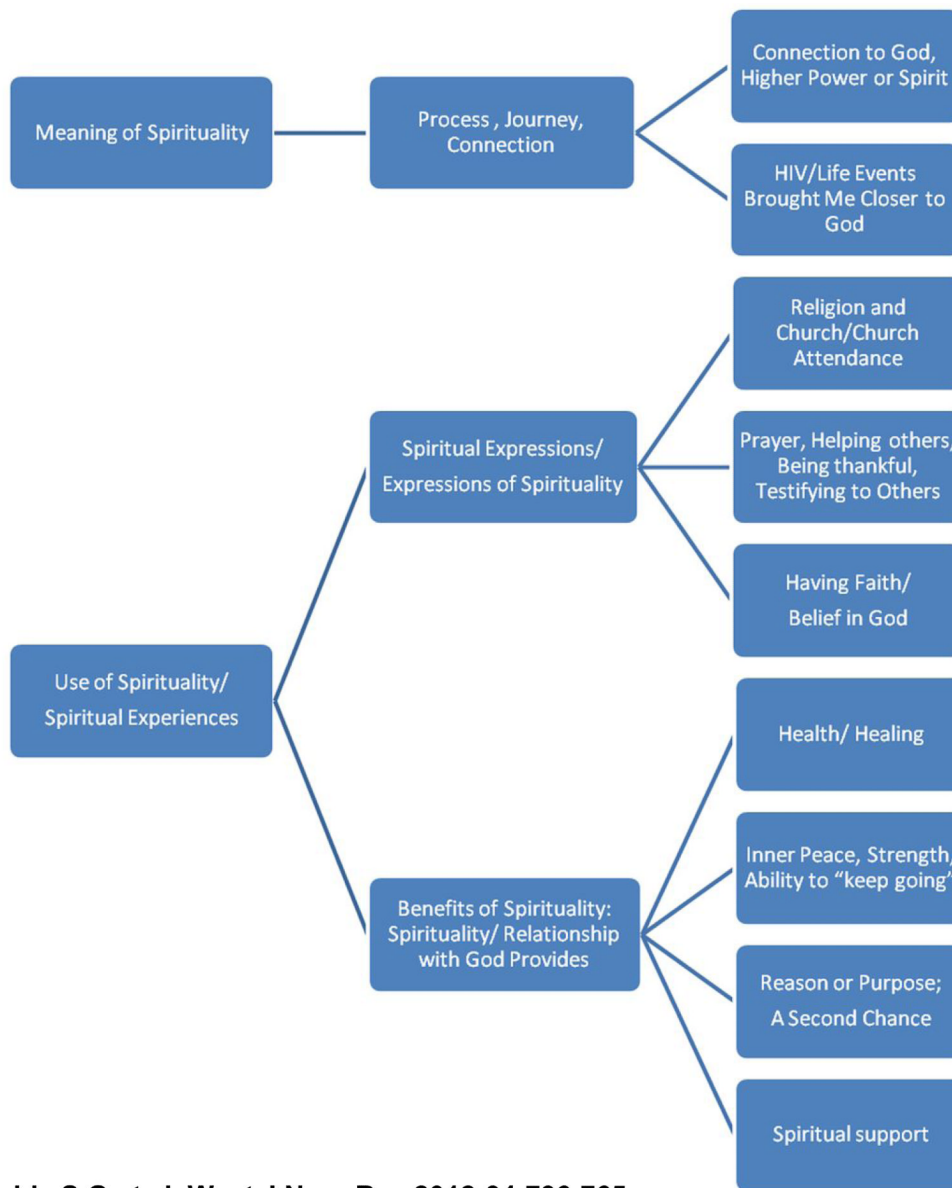 Meaning of Spirituality
Process , Journey,
Connection
Connection to God,
Higher Power or Spirit
HIV/Life Events
Brought Me Closer to
God
Use of Spirituality/
Spiritual Experiences
Spiritual Expressions/
Expressions of Spirituality
Religion and
Church/Church
Attendance
Prayer, Helping others,
Being thankful,
Testifying to Others
Having Faith/
Belief in God
Benefits of Spirituality:
Spirituality/ Relationship
with God Provides
Health/ Healing
Inner Peace, Strength,
Ability to “keep going”
Reason or Purpose;
A Second Chance
Spiritual support